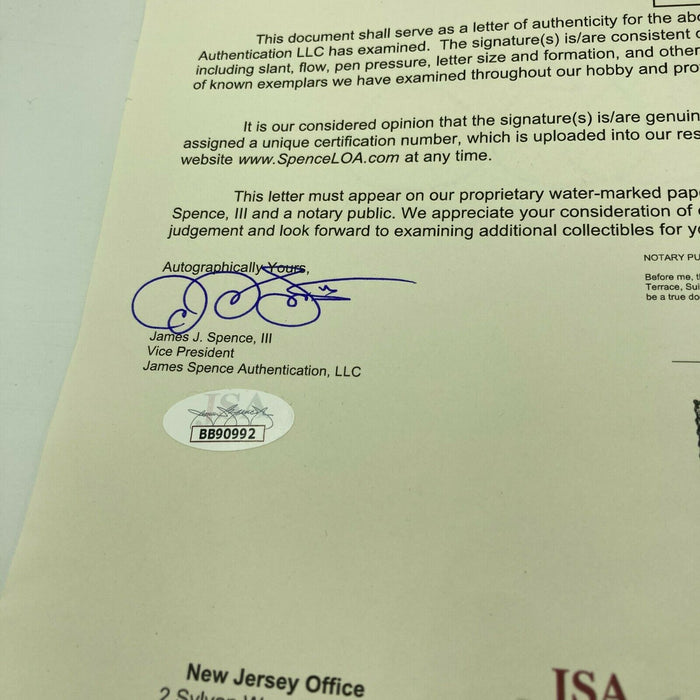 This document shall serve as a letter of authenticity for the abo
Authentication LLC has examined. The signature(s) is/are consistent
including slant, flow, pen pressure, letter size and formation, and other
of known exemplars we have examined throughout our hobby and pro
It is our considered opinion that the signature(s) is/are genuin
assigned a unique certification number, which is uploaded into our res
website www.SpenceLOA.com at any time.
This letter must appear on our proprietary water-marked pap
Spence, III and a notary public. We appreciate your consideration of
judgement and look forward to examining additional collectibles for y
NOTARY PU
Before me, t
Terrace, Sui
be a true do
Autographically Yours,
James J. Spence, III
Vice President
James Spence Authentication, LLC
JSA
BB90992
New Jersey Office
2 Sylvan W
JSA